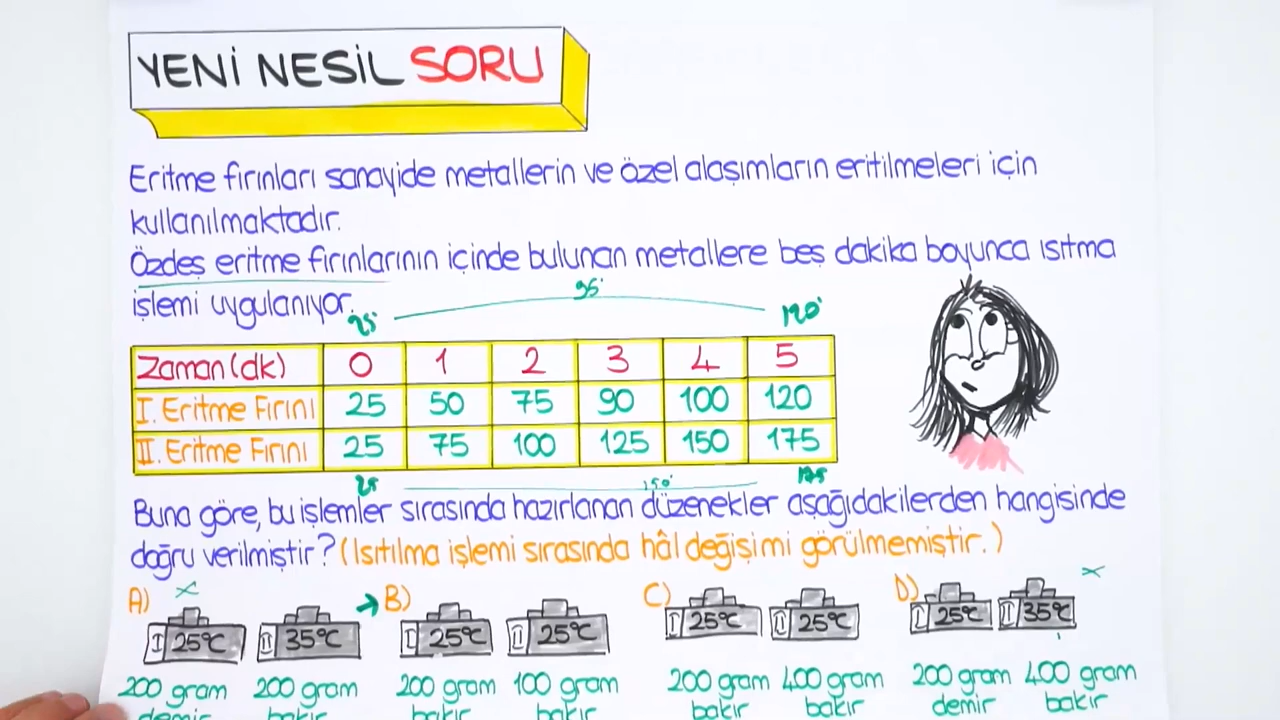 YENİ NESİL SORU
Eritme fırınları sanayide metallerin ve özel alaşımların eritilmeleri için
kullanılmaktadır.
Özdeş eritme fırınlarının içinde bulunan metallere beş dakika boyunca ısıtma
işlemi uygulanıyor.
25° 95° 120°
Zaman (dk) 0 1 2 3 4 5
I. Eritme Fırını 25 50 75 90 100 120
II. Eritme Fırını 25 75 100 125 150 175
25 150° 175
Buna göre, bu işlemler sırasında hazırlanan düzenekler aşağıdakilerden hangisinde
doğru verilmiştir? (Isıtılma işlemi sırasında hâl değişimi görülmemiştir.)
A) B) C) D)
I 25°C II 35°C I 25°C II 25°C I 25°C II 25°C I 25°C II 35°C
200 gram 200 gram 200 gram 100 gram 200 gram 400 gram 200 gram 400 gram
demir bakır bakır bakır bakır bakır demir bakır